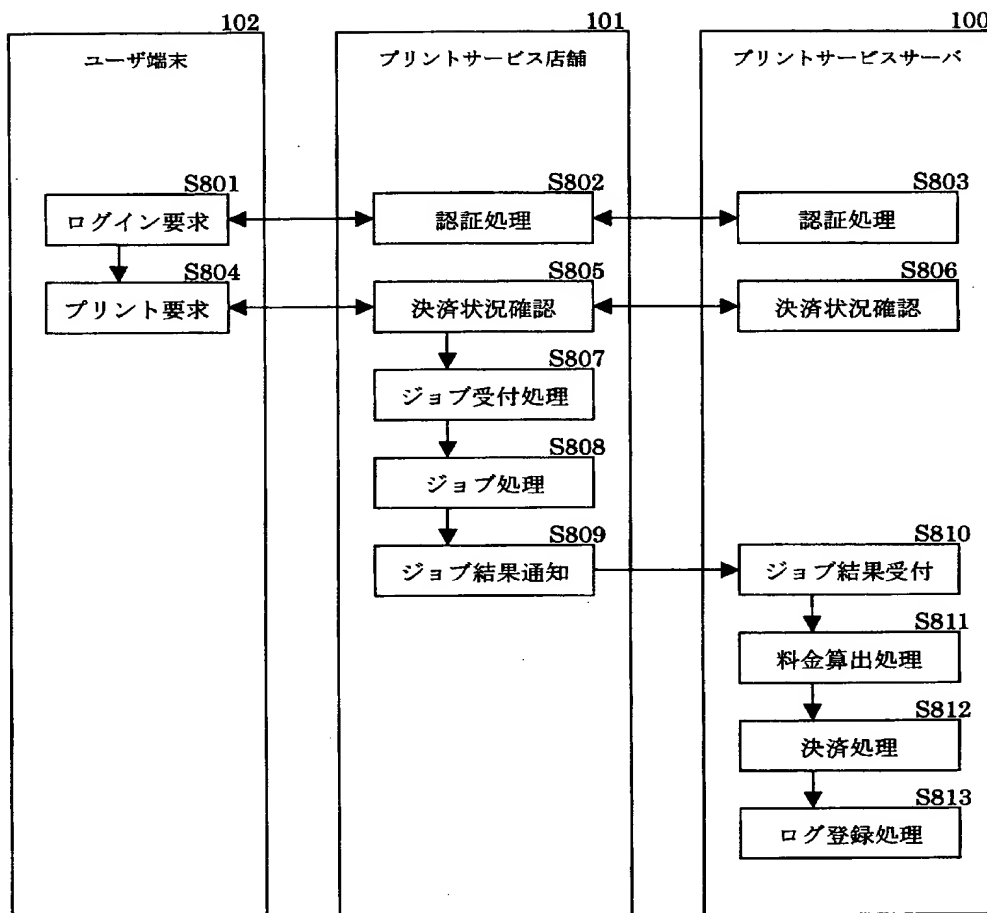 102
101
100
ユーザ端末
プリントサービス店舗
プリントサービスサーバ
S801
S802
S803
ログイン要求
認証処理
認証処理
S804
S805
S806
プリント要求
決済状況確認
決済状況確認
S807
ジョブ受付処理
S808
ジョブ処理
S809
S810
ジョブ結果通知
ジョブ結果受付
S811
料金算出処理
S812
決済処理
S813
ログ登録処理